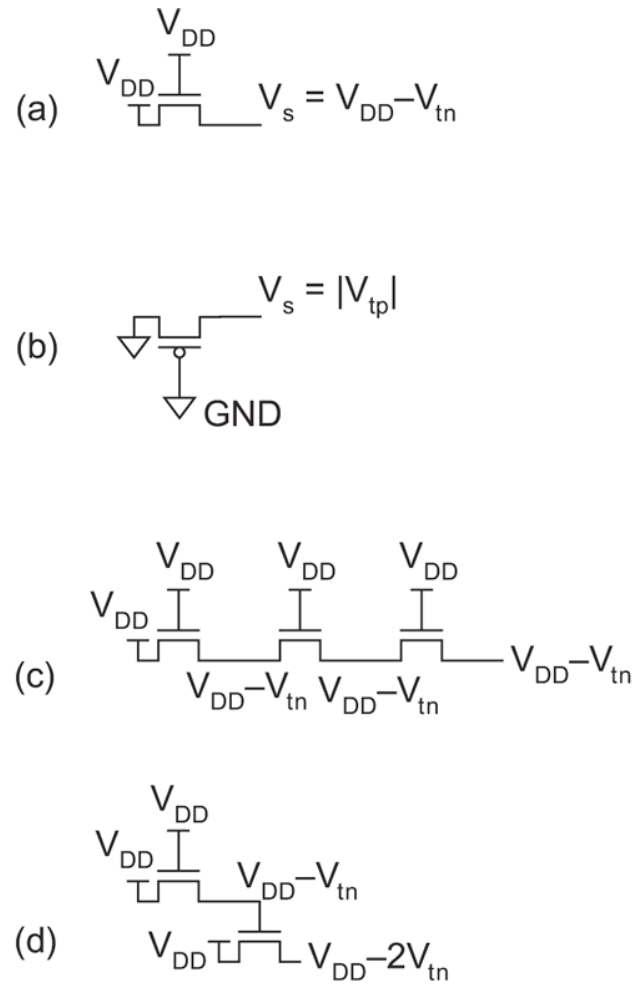 V_DD
V_DD
(a) V_s = V_DD–V_tn
V_s = |V_tp|
(b)
GND
V_DD V_DD V_DD
V_DD
(c) V_DD–V_tn
V_DD–V_tn V_DD–V_tn
V_DD
V_DD V_DD–V_tn
(d) V_DD V_DD–2V_tn